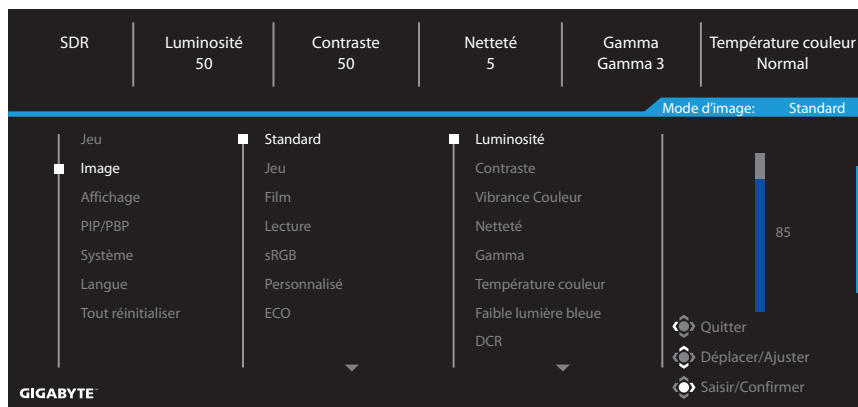 SDR
Luminosité
50
Contraste
50
Netteté
5
Gamma
Gamma 3
Température couleur
Normal
Mode d'image: Standard
Jeu
Image
Affichage
PIP/PBP
Système
Langue
Tout réinitialiser
Standard
Jeu
Film
Lecture
sRGB
Personnalisé
ECO
Luminosité
Contraste
Vibrance Couleur
Netteté
Gamma
Température couleur
Faible lumière bleue
DCR
85
Quitter
Déplacer/Ajuster
Saisir/Confirmer
GIGABYTE™